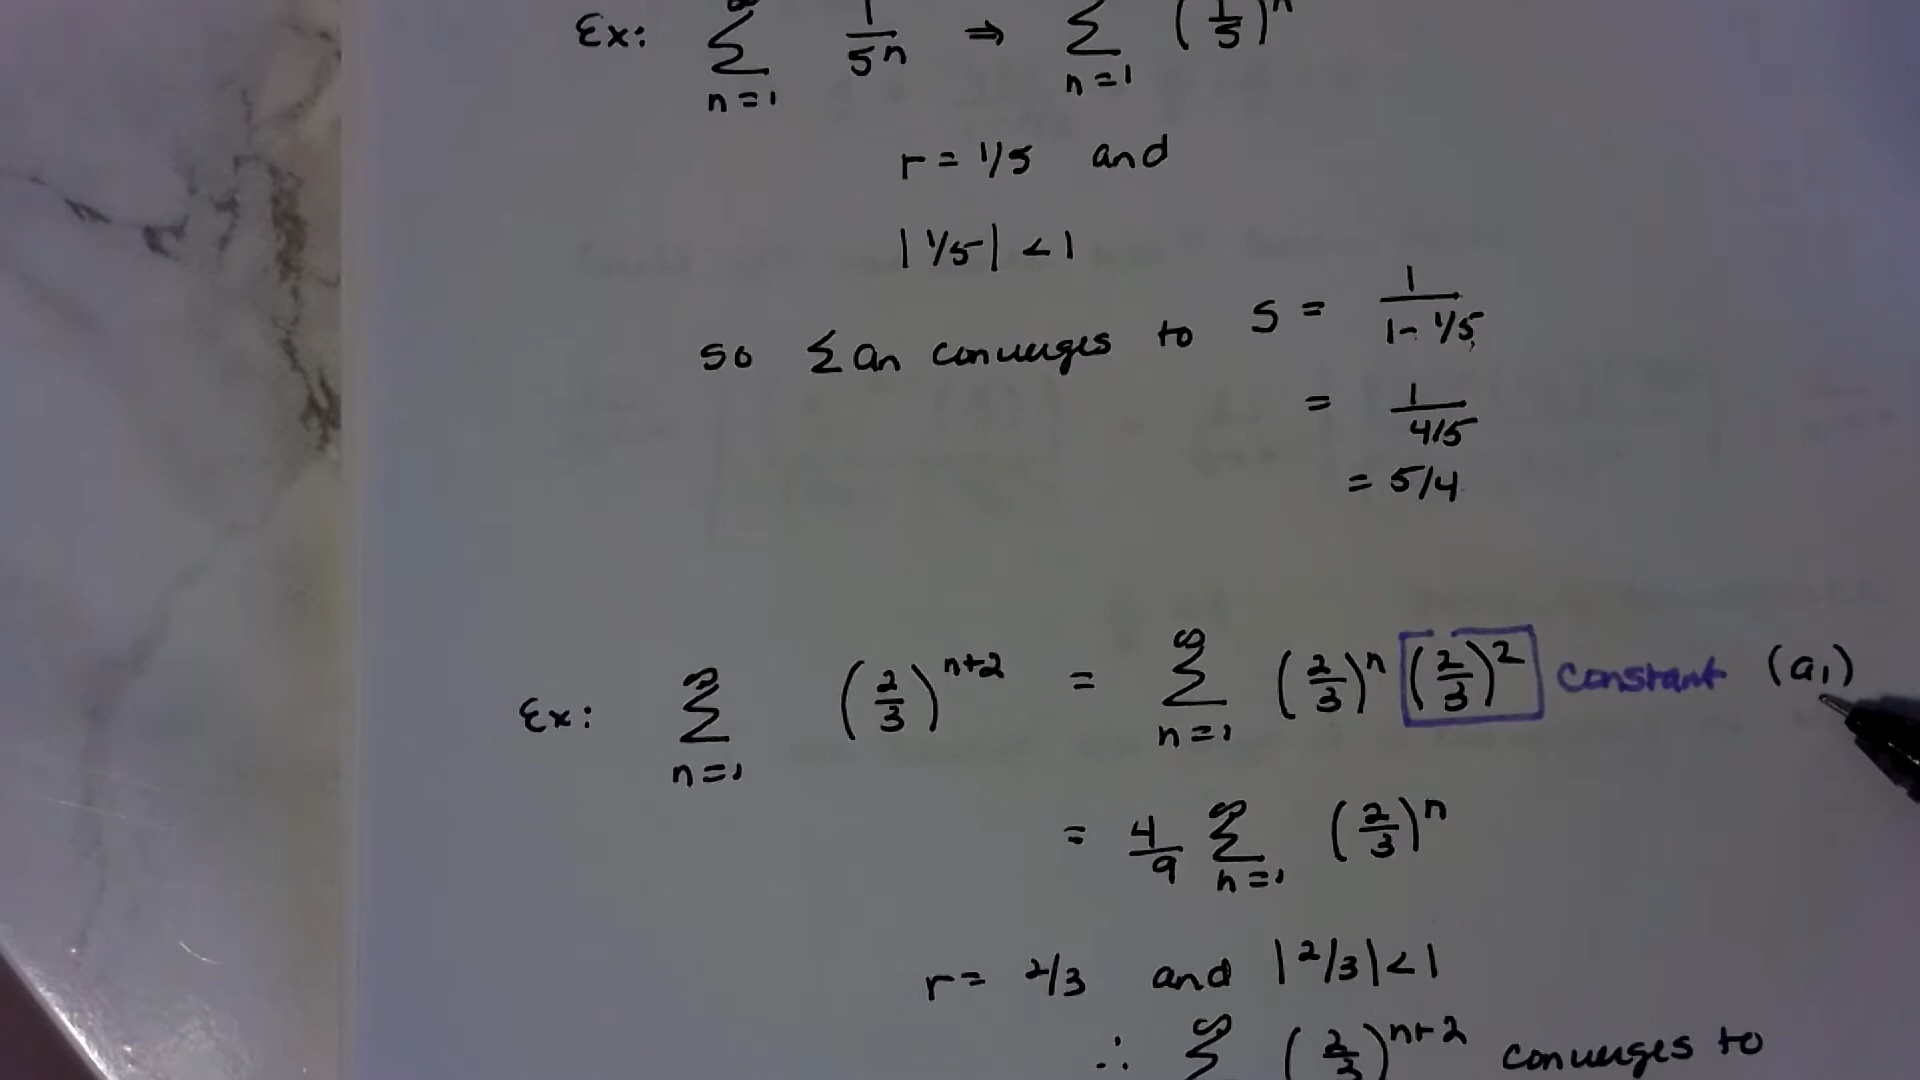 Ex: ∑ n=1 1/5^n ⇒ ∑ n=1 (1/5)^n
r = 1/5 and
|1/5| < 1
so ∑an converges to S = 1/(1-1/5)
= 1/(4/5)
= 5/4
Ex: ∑ n=1 ∞ (2/3)^(n+2) = ∑ n=1 ∞ (2/3)^n (2/3)^2 constant (a₁)
= 4/9 ∑ n=1 ∞ (2/3)^n
r = 2/3 and |2/3| < 1
∴ ∑ ∞ (2/3)^(n+2) converges to